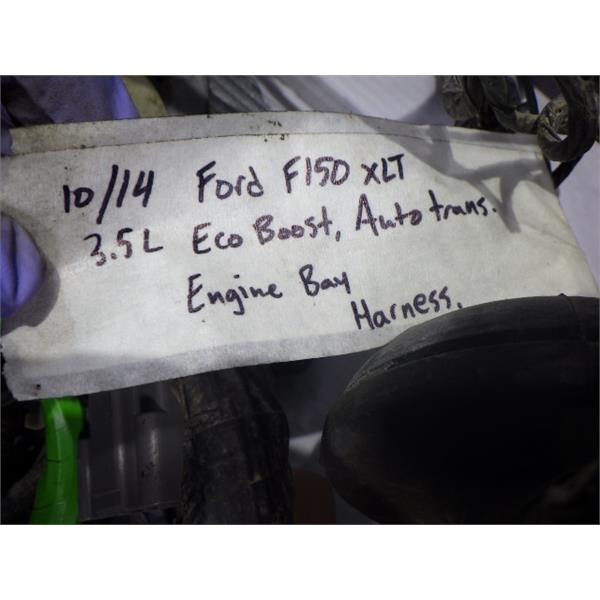 10/14 Ford F150 XLT
3.5L Eco Boost, Auto trans.
Engine Bay
Harness.